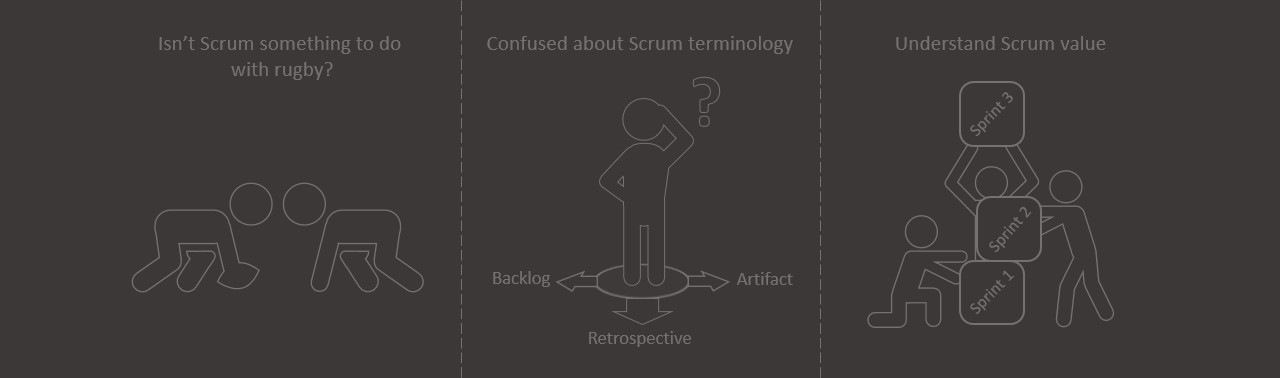 Isn’t Scrum something to do
with rugby?
Confused about Scrum terminology
?
Backlog
Artifact
Retrospective
Understand Scrum value
Sprint 3
Sprint 2
Sprint 1